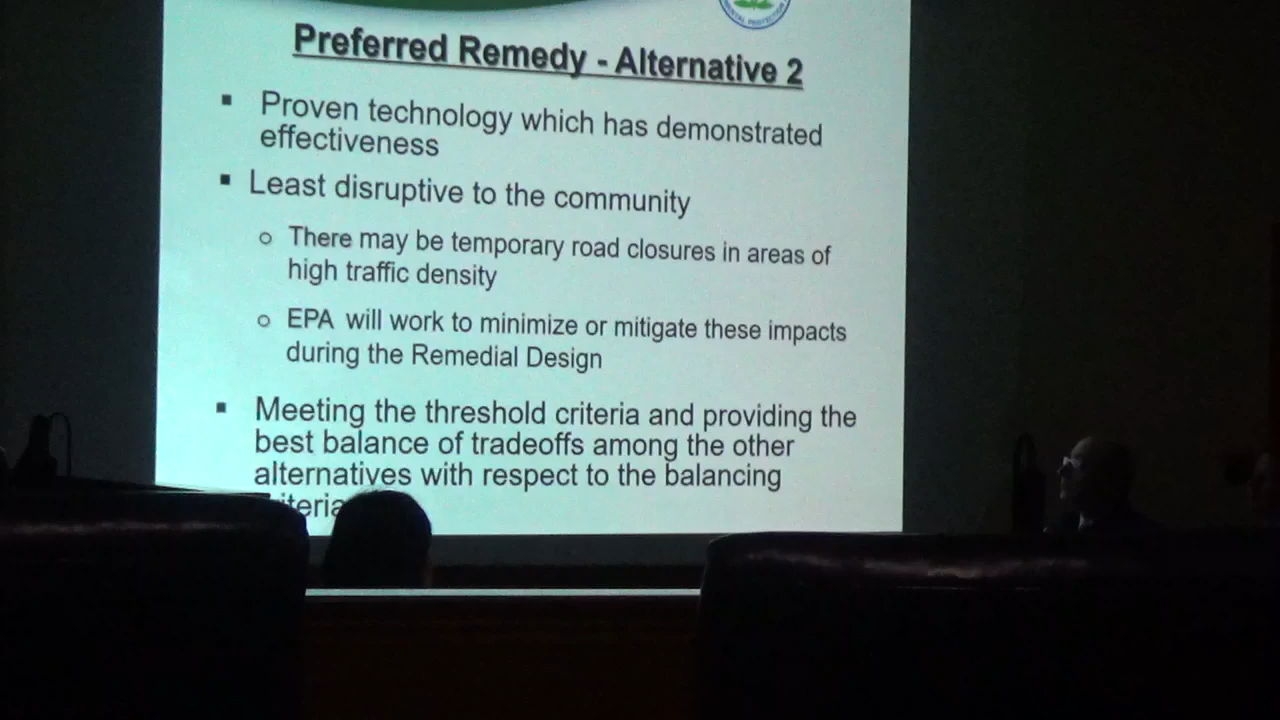 Preferred Remedy - Alternative 2
▪ Proven technology which has demonstrated
effectiveness
▪ Least disruptive to the community
o There may be temporary road closures in areas of
high traffic density
o EPA will work to minimize or mitigate these impacts
during the Remedial Design
▪ Meeting the threshold criteria and providing the
best balance of tradeoffs among the other
alternatives with respect to the balancing